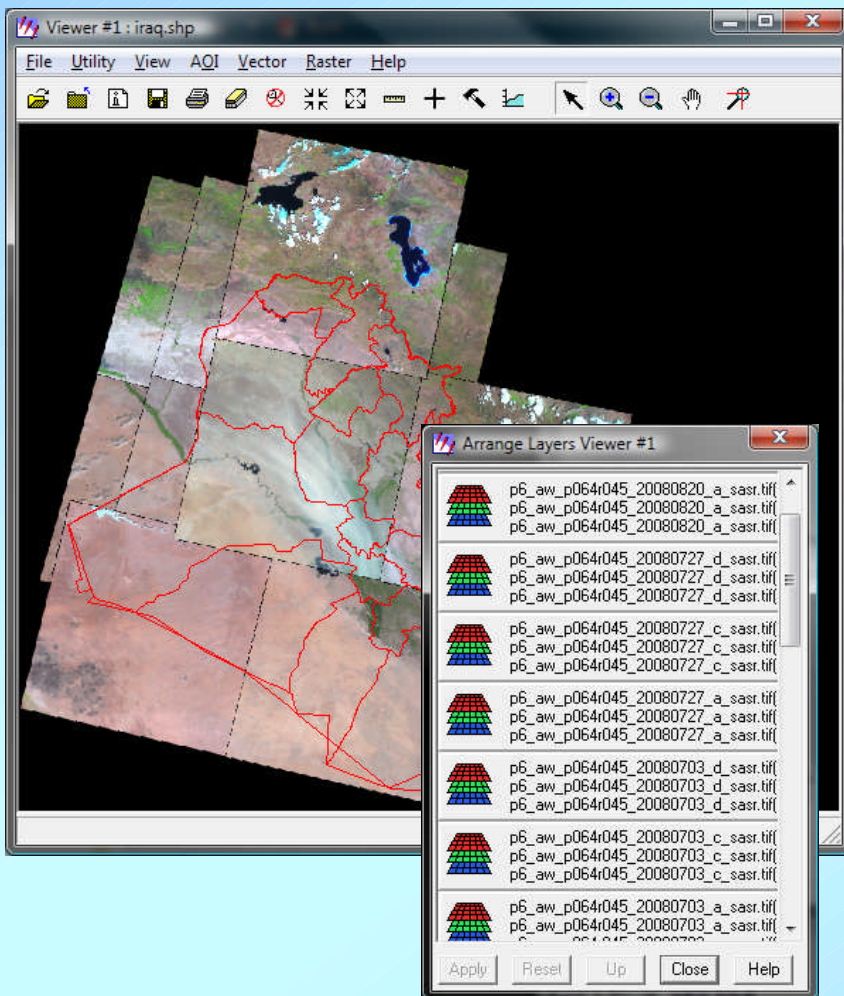 Viewer #1 : iraq.shp
File Utility View AOI Vector Raster Help
Arrange Layers Viewer #1
p6_aw_p064r045_20080820_a_sasr.tif(
p6_aw_p064r045_20080820_a_sasr.tif(
p6_aw_p064r045_20080820_a_sasr.tif(
p6_aw_p064r045_20080727_d_sasr.tif(
p6_aw_p064r045_20080727_d_sasr.tif(
p6_aw_p064r045_20080727_d_sasr.tif(
p6_aw_p064r045_20080727_c_sasr.tif(
p6_aw_p064r045_20080727_c_sasr.tif(
p6_aw_p064r045_20080727_c_sasr.tif(
p6_aw_p064r045_20080727_a_sasr.tif(
p6_aw_p064r045_20080727_a_sasr.tif(
p6_aw_p064r045_20080727_a_sasr.tif(
p6_aw_p064r045_20080703_d_sasr.tif(
p6_aw_p064r045_20080703_d_sasr.tif(
p6_aw_p064r045_20080703_d_sasr.tif(
p6_aw_p064r045_20080703_c_sasr.tif(
p6_aw_p064r045_20080703_c_sasr.tif(
p6_aw_p064r045_20080703_c_sasr.tif(
p6_aw_p064r045_20080703_a_sasr.tif(
p6_aw_p064r045_20080703_a_sasr.tif(
Apply Reset Up Close Help